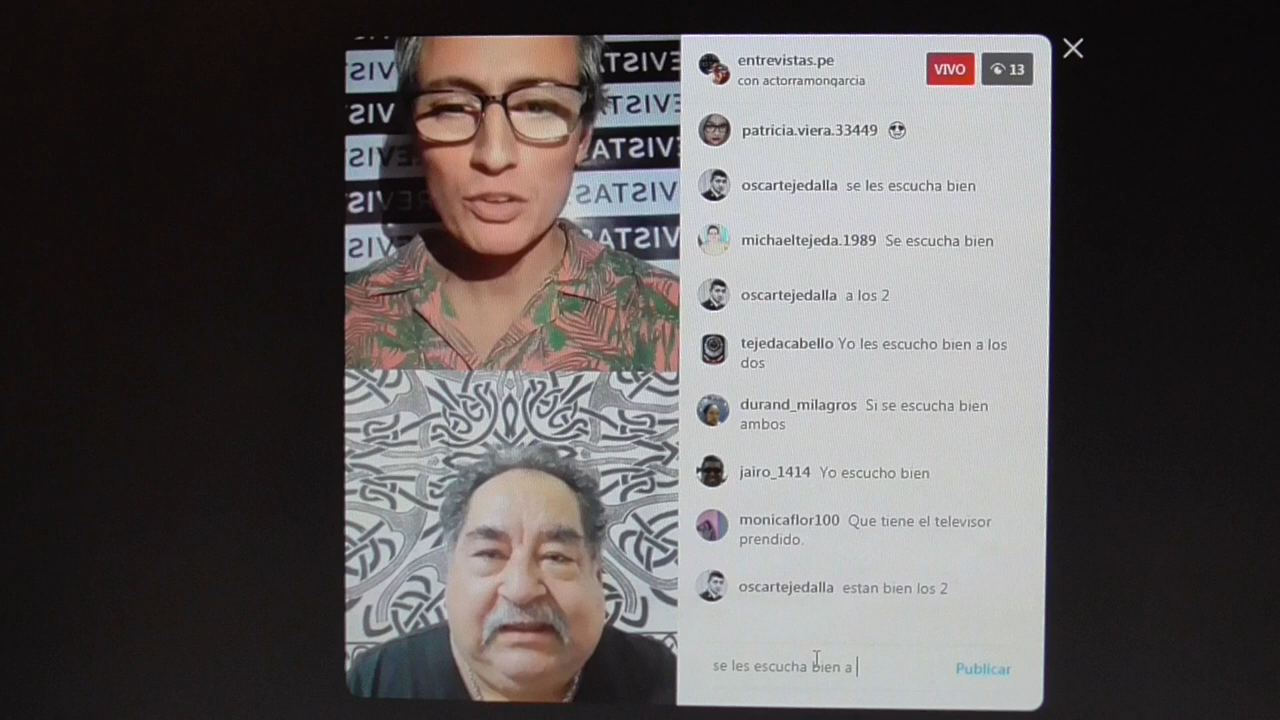 entrevistas.pe
con actorramongarcia
VIVO
13
patricia.viera.33449
oscartejedalla se les escucha bien
michaeltejeda.1989 Se escucha bien
oscartejedalla a los 2
tejedacabello Yo les escucho bien a los
dos
durand_milagros Si se escucha bien
ambos
jairo_1414 Yo escucho bien
monicaflor100 Que tiene el televisor
prendido.
oscartejedalla estan bien los 2
se les escucha bien a
Publicar